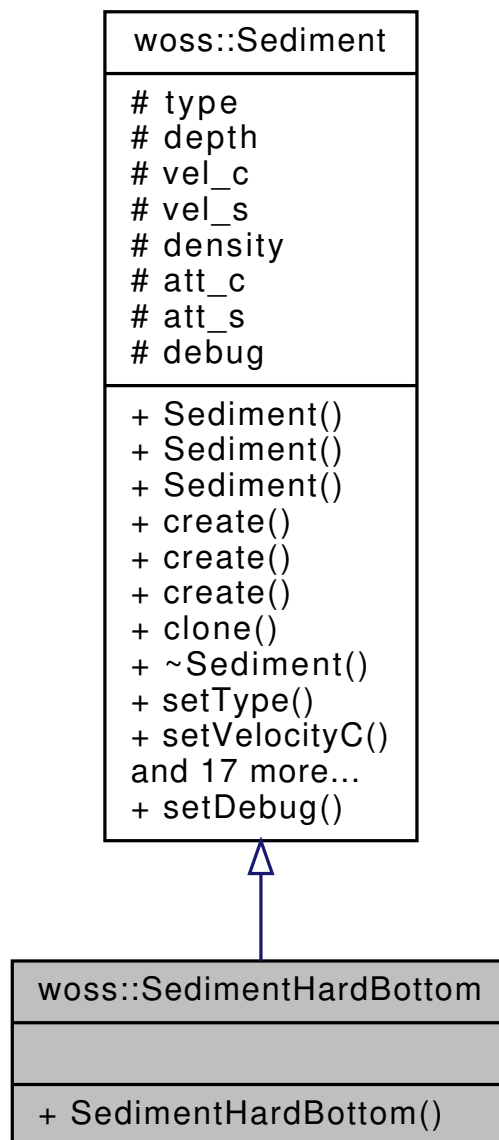 woss::Sediment
# type
# depth
# vel_c
# vel_s
# density
# att_c
# att_s
# debug
+ Sediment()
+ Sediment()
+ Sediment()
+ create()
+ create()
+ create()
+ clone()
+ ~Sediment()
+ setType()
+ setVelocityC()
and 17 more...
+ setDebug()
woss::SedimentHardBottom
+ SedimentHardBottom()